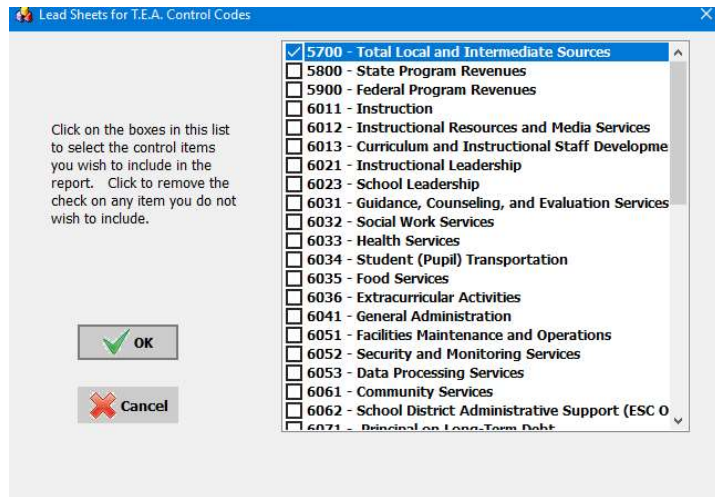 Lead Sheets for T.E.A. Control Codes
Click on the boxes in this list
to select the control items
you wish to include in the
report. Click to remove the
check on any item you do not
wish to include.
OK
Cancel
5700 - Total Local and Intermediate Sources
5800 - State Program Revenues
5900 - Federal Program Revenues
6011 - Instruction
6012 - Instructional Resources and Media Services
6013 - Curriculum and Instructional Staff Developme
6021 - Instructional Leadership
6023 - School Leadership
6031 - Guidance, Counseling, and Evaluation Services
6032 - Social Work Services
6033 - Health Services
6034 - Student (Pupil) Transportation
6035 - Food Services
6036 - Extracurricular Activities
6041 - General Administration
6051 - Facilities Maintenance and Operations
6052 - Security and Monitoring Services
6053 - Data Processing Services
6061 - Community Services
6062 - School District Administrative Support (ESC O
6071 - Principal on Long-Term Debt